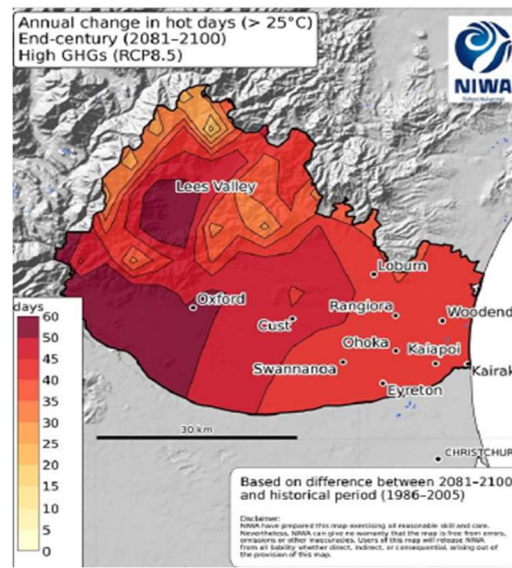 Annual change in hot days (> 25°C)
End-century (2081–2100)
High GHGs (RCP8.5)
NIWA
Lees Valley
Loburn
Oxford
Rangiora
Woodend
Cust
Ohoka
Kaiapoi
Swannanoa
Kairak
Eyreton
days
60
50
45
40
35
30
25
20
15
10
5
0
30 km
CHRISTCHUR
Based on difference between 2081–2100
and historical period (1986–2005)
Disclaimer:
NIWA have prepared this map exercising all reasonable skill and care.
Nevertheless, NIWA can give no warranty that the map is free from errors,
omissions or other inaccuracies. Users of this map will release NIWA
from all liability whether direct, indirect, or consequential, arising out of
the provision of this map.